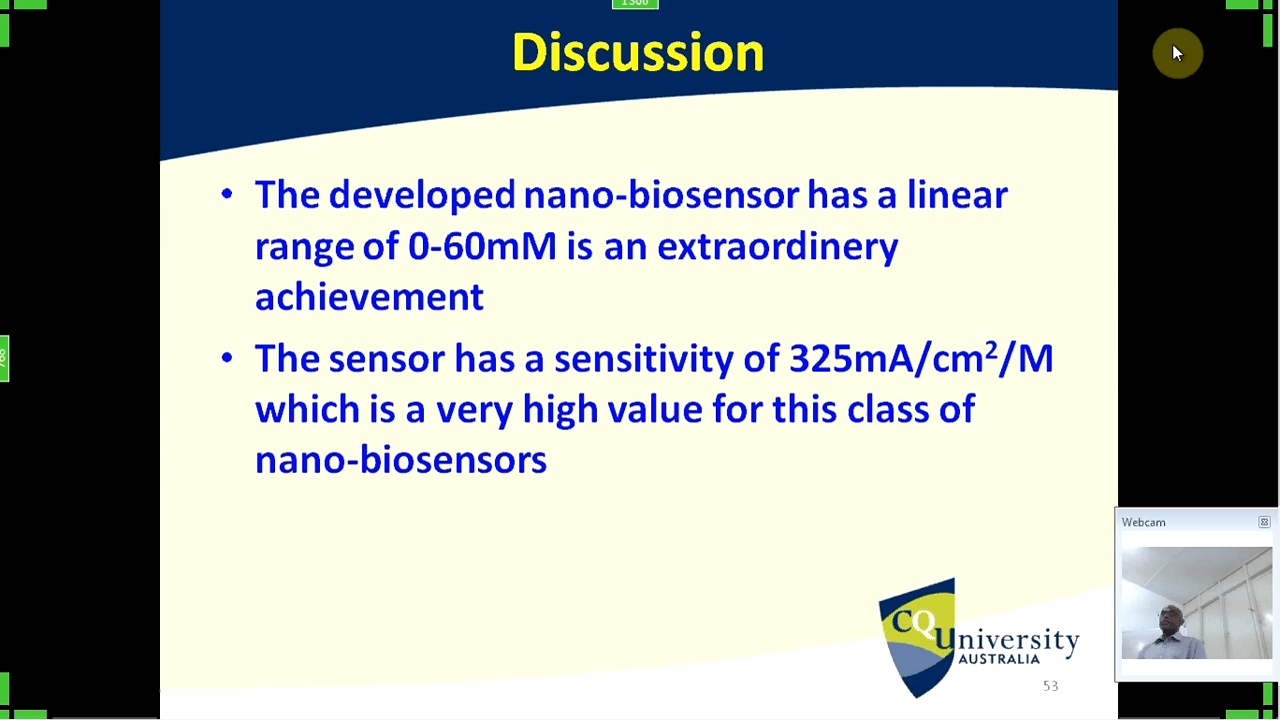 Discussion
• The developed nano-biosensor has a linear
range of 0-60mM is an extraordinery
achievement
• The sensor has a sensitivity of 325mA/cm²/M
which is a very high value for this class of
nano-biosensors
Webcam
CQUniversity
AUSTRALIA
53